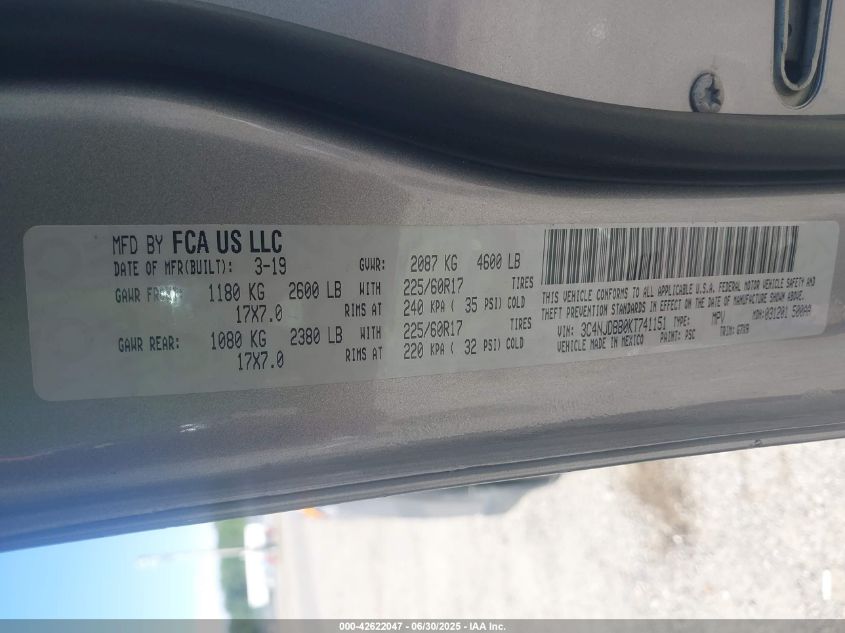 MFD BY FCA US LLC
DATE OF MFR(BUILT): 3-19 GVWR: 2087 KG 4600 LB
GAWR FRONT: 1180 KG 2600 LB WITH 225/60R17 TIRES
17X7.0 RIMS AT 240 KPA ( 35 PSI) COLD
GAWR REAR: 1080 KG 2380 LB WITH 225/60R17 TIRES
17X7.0 RIMS AT 220 KPA ( 32 PSI) COLD
THIS VEHICLE CONFORMS TO ALL APPLICABLE U.S.A. FEDERAL MOTOR VEHICLE SAFETY AND
THEFT PREVENTION STANDARDS IN EFFECT ON THE DATE OF MANUFACTURE SHOWN ABOVE.
VIN: 3C4NJDBB0KT741151 TYPE: MPV MDH: 031201 500AA
VEHICLE MADE IN MEXICO PAINT: PSC TRIM:
000-42622047 - 06/30/2025 - IAA Inc.